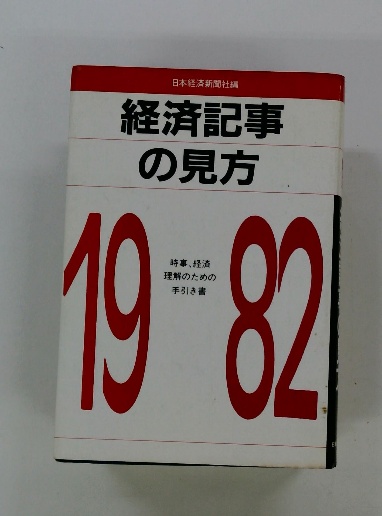 日本経済新聞社編
経済記事
の見方
19 82
時事、経済
理解のための
手引き書